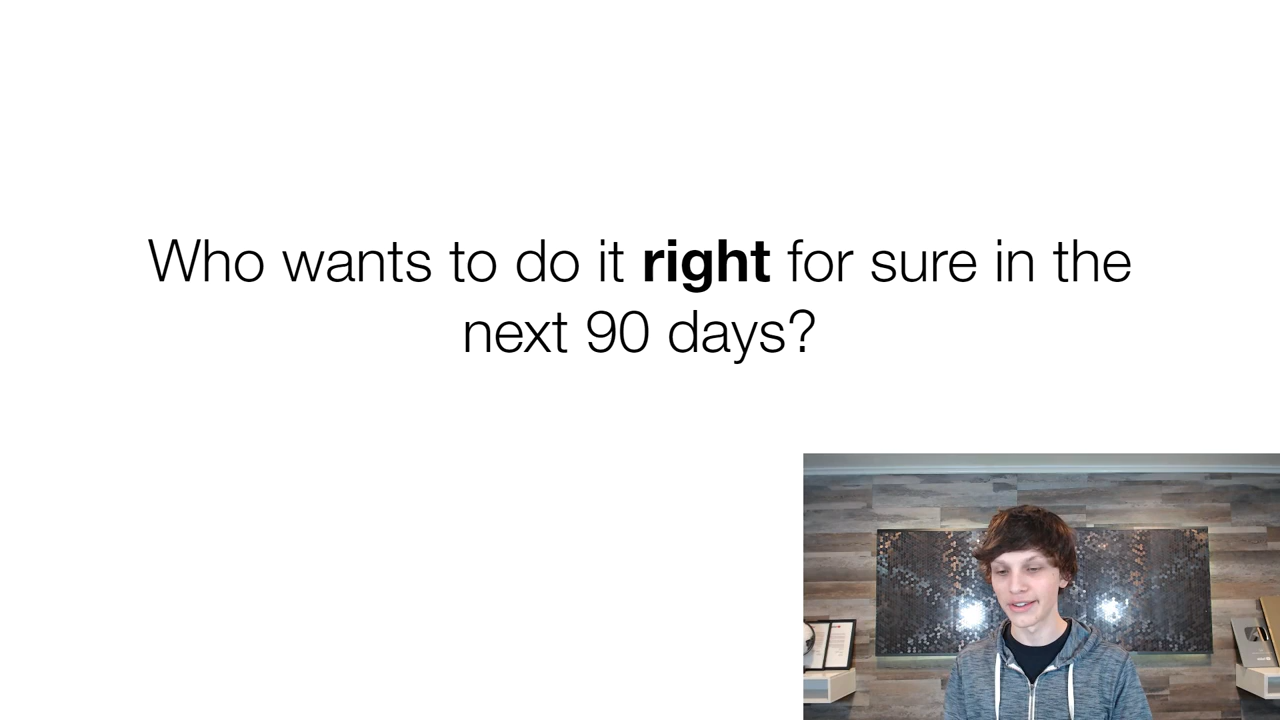 Who wants to do it right for sure in the
next 90 days?